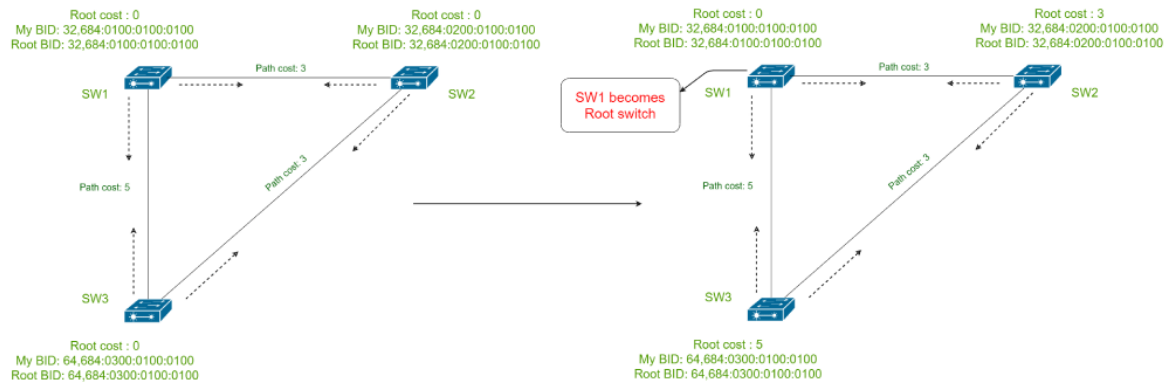 Root cost : 0
My BID: 32,684:0100:0100:0100
Root BID: 32,684:0100:0100:0100
Root cost : 0
My BID: 32,684:0200:0100:0100
Root BID: 32,684:0200:0100:0100
Path cost: 3
SW1
SW2
Path cost: 5
Path cost: 3
SW3
Root cost : 0
My BID: 64,684:0300:0100:0100
Root BID: 64,684:0300:0100:0100
Root cost : 0
My BID: 32,684:0100:0100:0100
Root BID: 32,684:0100:0100:0100
Root cost : 3
My BID: 32,684:0200:0100:0100
Root BID: 32,684:0200:0100:0100
Path cost: 3
SW1
SW2
SW1 becomes
Root switch
Path cost: 5
Path cost: 3
SW3
Root cost : 5
My BID: 64,684:0300:0100:0100
Root BID: 64,684:0300:0100:0100